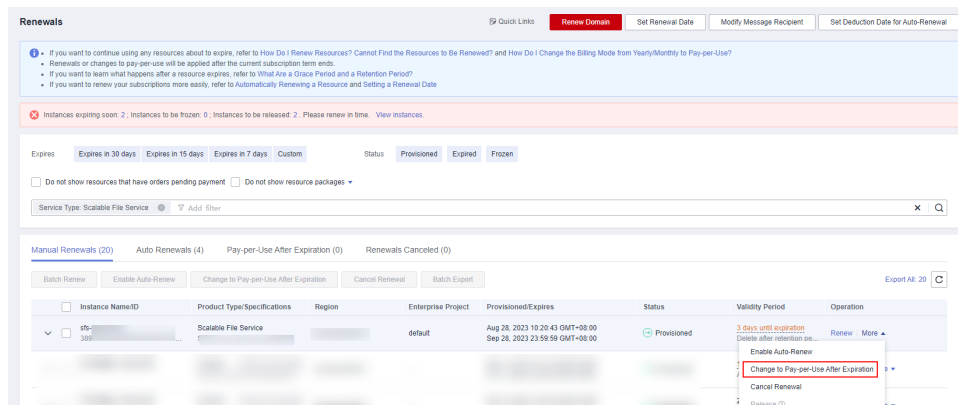 Renewals
Quick Links
Renew Domain
Set Renewal Date
Modify Message Recipient
Set Deduction Date for Auto-Renewal
If you want to continue using any resources about to expire, refer to How Do I Renew Resources? Cannot Find the Resources to Be Renewed? and How Do I Change the Billing Mode from Yearly/Monthly to Pay-per-Use?
Renewals or changes to pay-per-use will be applied after the current subscription term ends.
If you want to learn what happens after a resource expires, refer to What Are a Grace Period and a Retention Period?
If you want to renew your subscriptions more easily, refer to Automatically Renewing a Resource and Setting a Renewal Date
Instances expiring soon: 2 ; Instances to be frozen: 0 ; Instances to be released: 2 . Please renew in time. View instances.
Expires Expires in 30 days Expires in 15 days Expires in 7 days Custom Status Provisioned Expired Frozen
Do not show resources that have orders pending payment Do not show resource packages
Service Type: Scalable File Service Add filter
Manual Renewals (20) Auto Renewals (4) Pay-per-Use After Expiration (0) Renewals Canceled (0)
Batch Renew Enable Auto-Renew Change to Pay-per-Use After Expiration Cancel Renewal Batch Export Export All: 20
Instance Name/ID Product Type/Specifications Region Enterprise Project Provisioned/Expires Status Validity Period Operation
sfs- Scalable File Service Aug 28, 2023 10:20:43 GMT+08:00 3 days until expiration
389 ... default Sep 28, 2023 23:59:59 GMT+08:00 Provisioned Delete after retention pe... Renew More
Enable Auto-Renew
Change to Pay-per-Use After Expiration
Cancel Renewal
Release